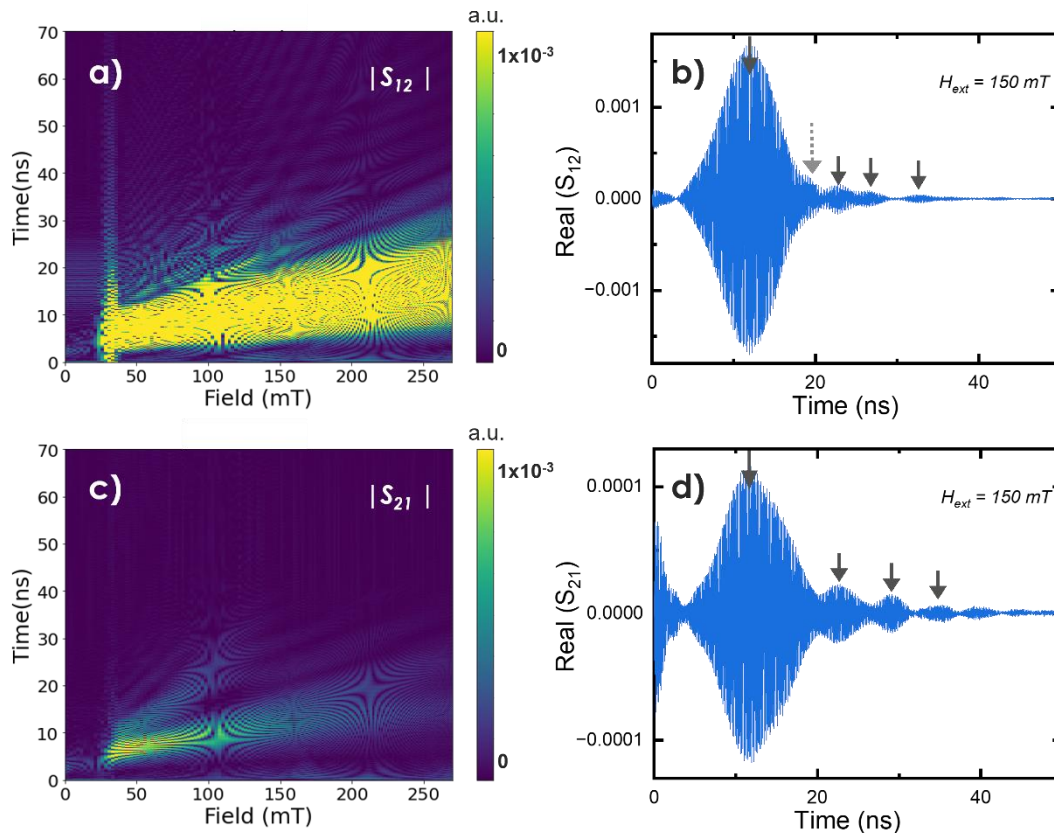 a)
|S12|
a.u.
1x10-3
0
70
60
50
40
30
20
10
0
Time(ns)
0 50 100 150 200 250
Field (mT)
b)
Hext = 150 mT
0.001
0.000
−0.001
Real (S12)
0 20 40
Time (ns)
c)
|S21|
a.u.
1x10-3
0
70
60
50
40
30
20
10
0
Time(ns)
0 50 100 150 200 250
Field (mT)
d)
Hext = 150 mT
0.0001
0.0000
−0.0001
Real (S21)
0 20 40
Time (ns)